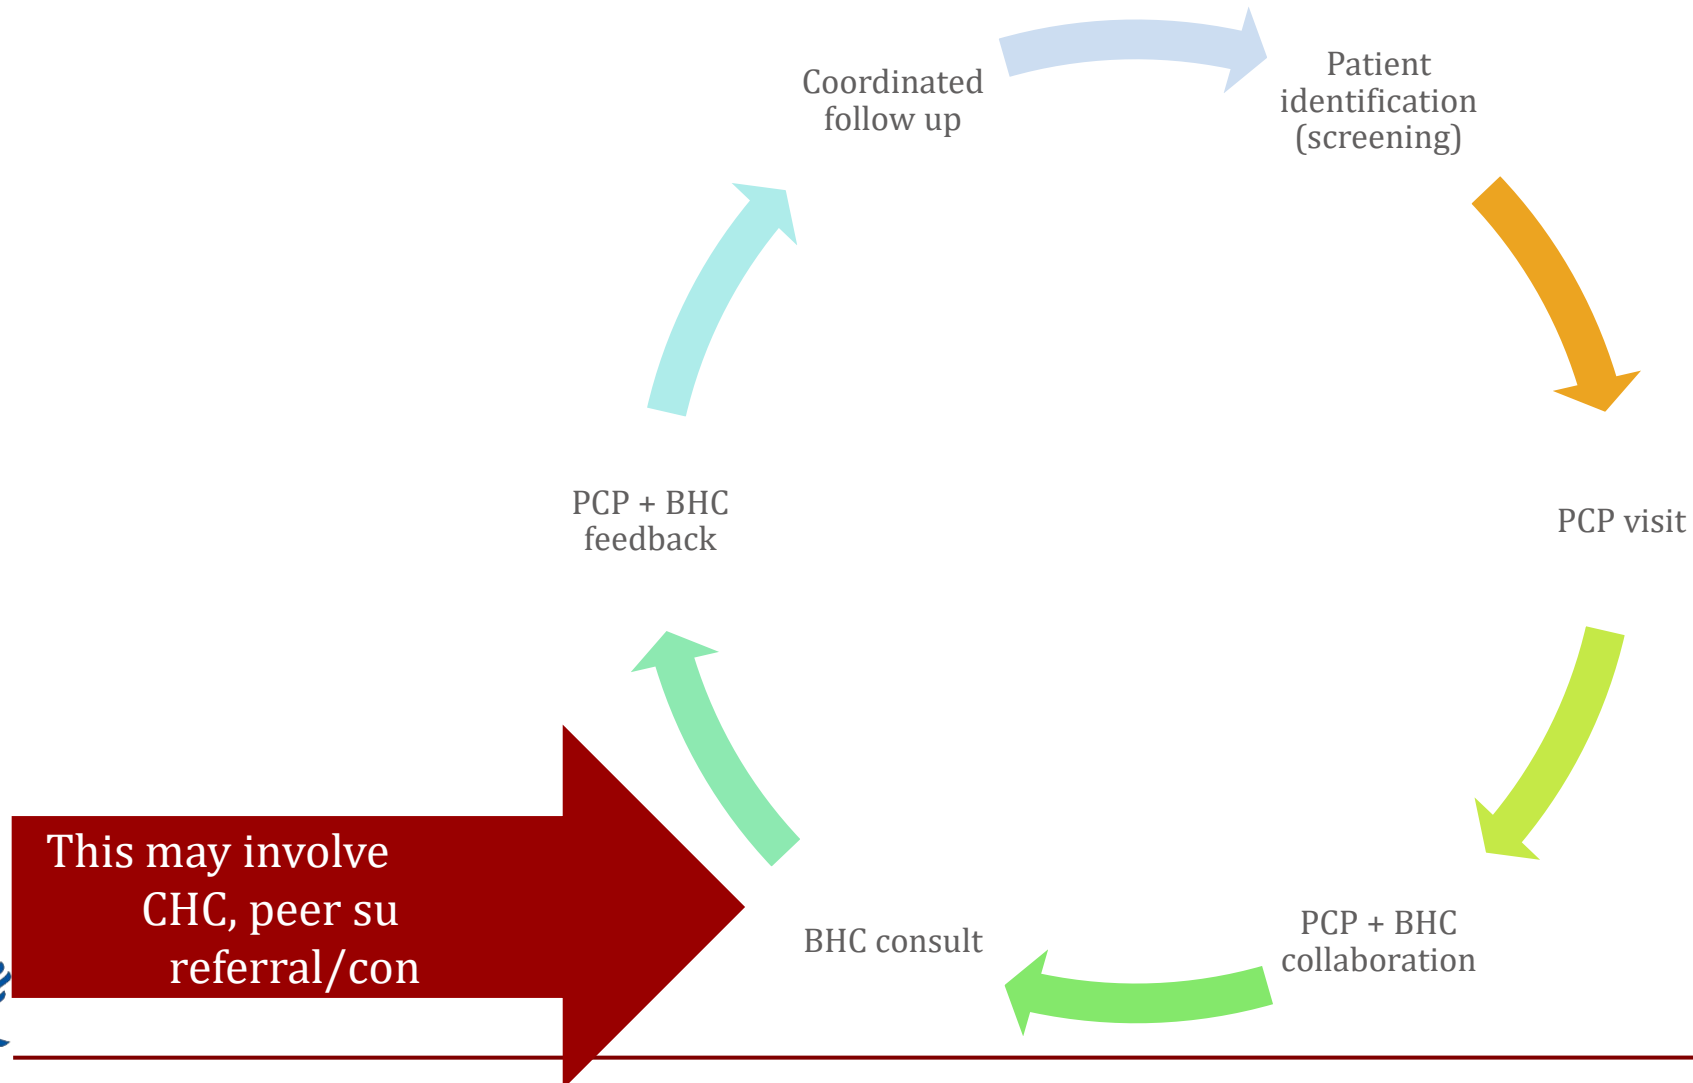 Coordinated
follow up
Patient
identification
(screening)
PCP visit
PCP + BHC
collaboration
BHC consult
PCP + BHC
feedback
This may involve
CHC, peer su
referral/con